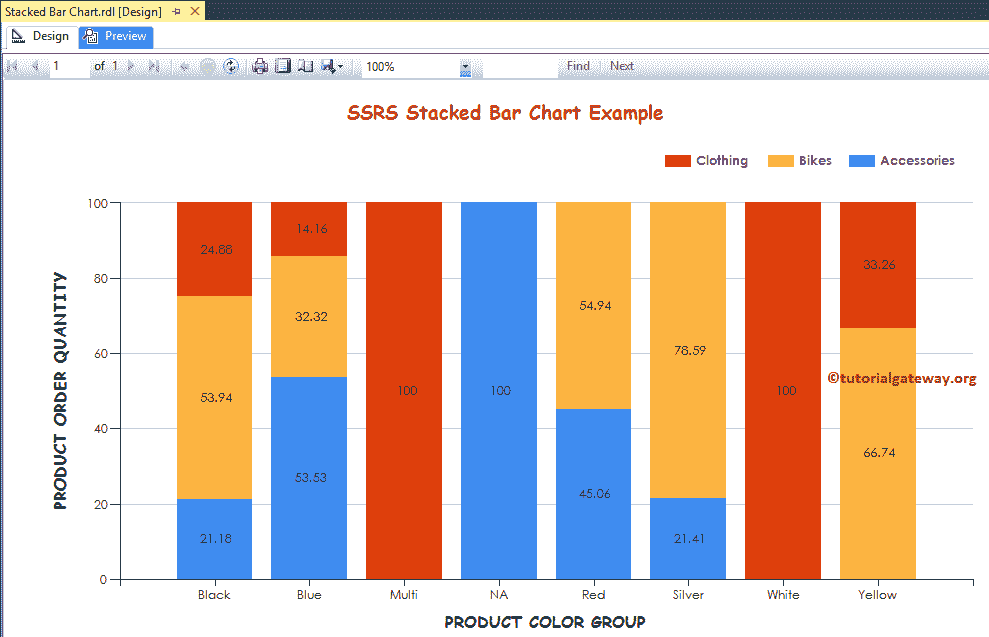 Stacked Bar Chart.rdl [Design]
Design Preview
1 of 1 100% Find Next
SSRS Stacked Bar Chart Example
Clothing Bikes Accessories
PRODUCT ORDER QUANTITY
100
80
60
40
20
0
24.88
53.94
21.18
14.16
32.32
53.53
100
100
54.94
45.06
78.59
21.41
100
33.26
66.74
©tutorialgateway.org
Black Blue Multi NA Red Silver White Yellow
PRODUCT COLOR GROUP